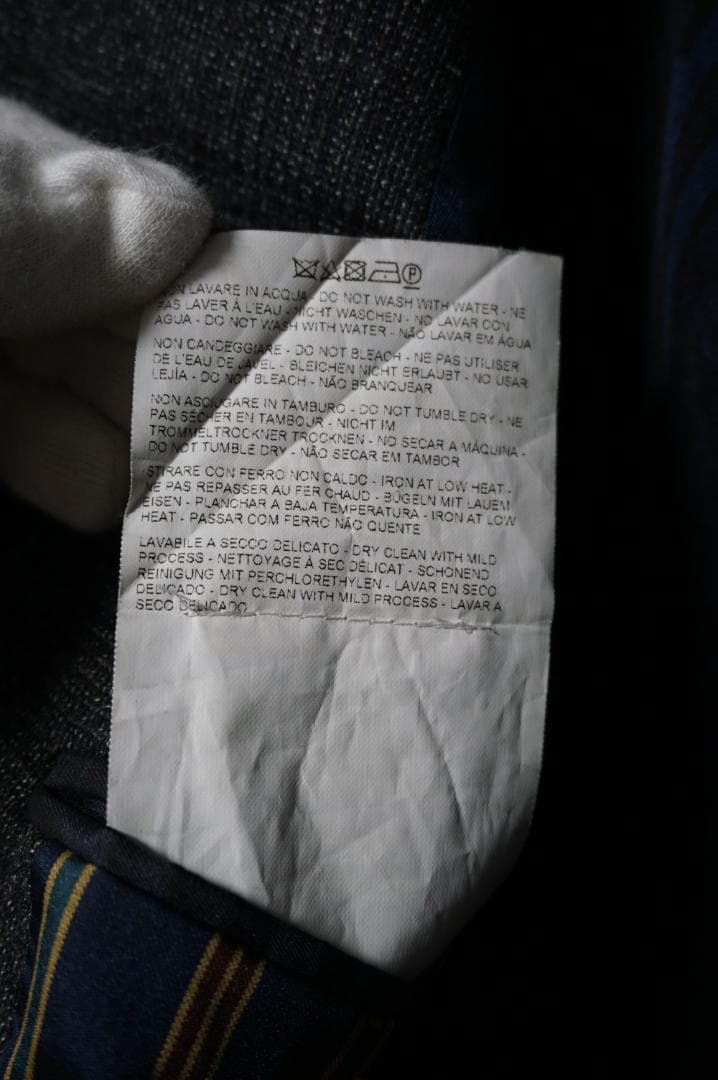 P
NON LAVARE IN ACQUA - DO NOT WASH WITH WATER - NE
PAS LAVER À L'EAU - NICHT WASCHEN - NO LAVAR CON
AGUA - DO NOT WASH WITH WATER - NÃO LAVAR EM ÁGUA
NON CANDEGGIARE - DO NOT BLEACH - NE PAS UTILISER
DE L'EAU DE JAVEL - BLEICHEN NICHT ERLAUBT - NO USAR
LEJÍA - DO NOT BLEACH - NÃO BRANQUEAR
NON ASCIUGARE IN TAMBURO - DO NOT TUMBLE DRY - NE
PAS SÉCHER EN TAMBOUR - NICHT IM
TROMMELTROCKNER TROCKNEN - NO SECAR A MÁQUINA -
DO NOT TUMBLE DRY - NÃO SECAR EM TAMBOR
STIRARE CON FERRO NON CALDO - IRON AT LOW HEAT -
NE PAS REPASSER AU FER CHAUD - BÜGELN MIT LAUEM
EISEN - PLANCHAR A BAJA TEMPERATURA - IRON AT LOW
HEAT - PASSAR COM FERRO NÃO QUENTE
LAVABILE A SECCO DELICATO - DRY CLEAN WITH MILD
PROCESS - NETTOYAGE À SEC DÉLICAT - SCHONEND
REINIGUNG MIT PERCHLORETHYLEN - LAVAR EN SECO
DELICADO - DRY CLEAN WITH MILD PROCESS - LAVAR A
SECO DELICADO